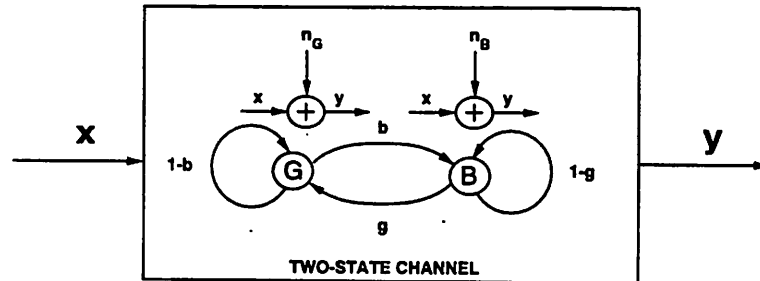 n_G n_B
x y x y
x b y
1-b G B 1-g
g
TWO-STATE CHANNEL